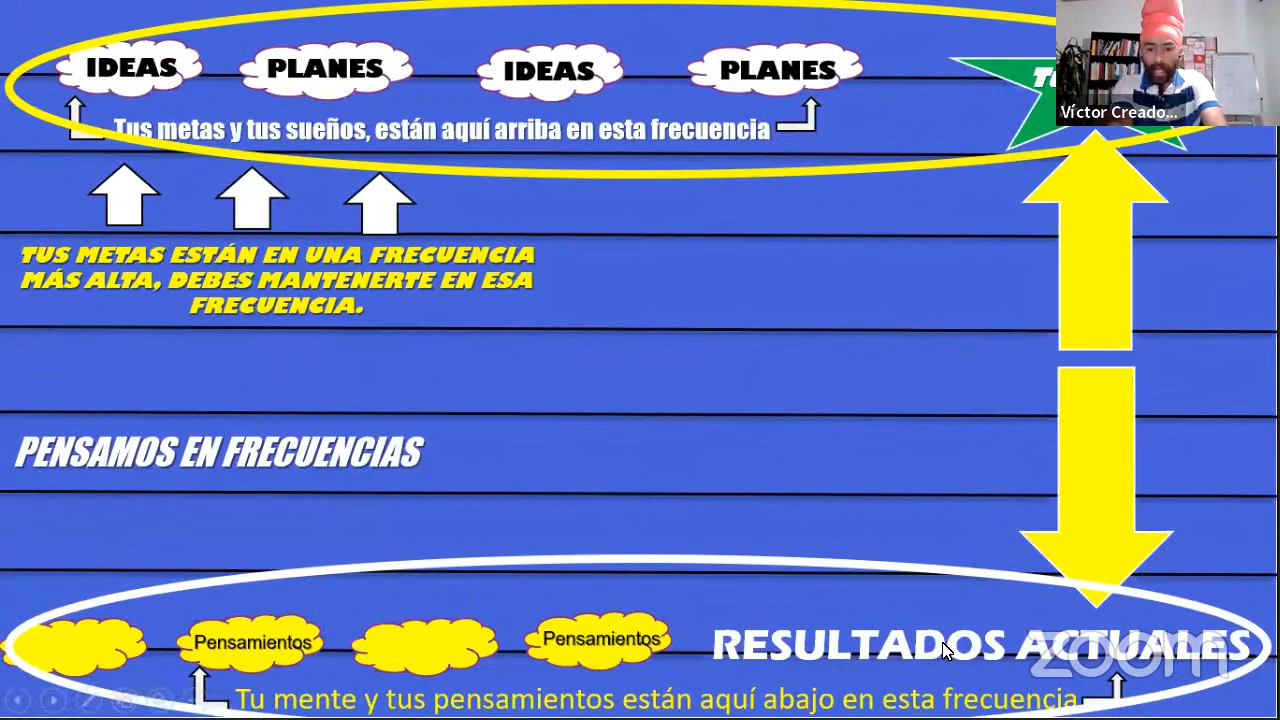 IDEAS PLANES IDEAS PLANES
Víctor Creado...
Tus metas y tus sueños, están aquí arriba en esta frecuencia
TUS METAS ESTÁN EN UNA FRECUENCIA
MÁS ALTA, DEBES MANTENERTE EN ESA
FRECUENCIA.
PENSAMOS EN FRECUENCIAS
Pensamientos Pensamientos RESULTADOS ACTUALES
zoom
Tu mente y tus pensamientos están aquí abajo en esta frecuencia